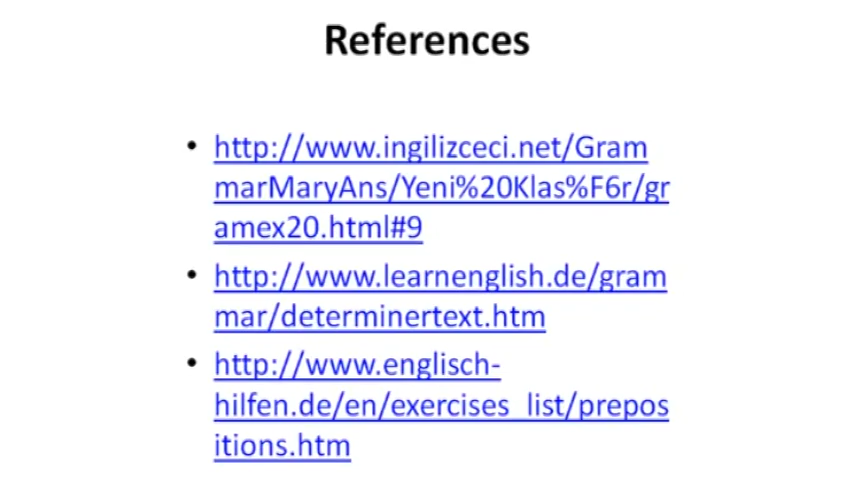 References
• http://www.ingilizceci.net/Gram
marMaryAns/Yeni%20Klas%F6r/gr
amex20.html#9
• http://www.learnenglish.de/gram
mar/determinertext.htm
• http://www.englisch-
hilfen.de/en/exercises_list/prepos
itions.htm